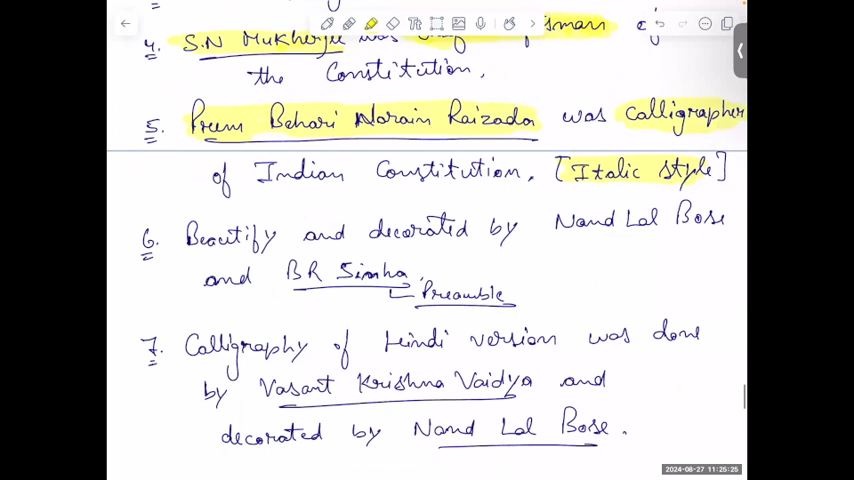 4. S.N Mukherjee was
the Constitution.
5. Prem Behari Narain Raizada was calligrapher
of Indian Constitution. [Italic style]
6. Beautify and decorated by Nand Lal Bose
and BR Simha.
Preamble
7. Calligraphy of Hindi version was done
by Vasant Krishna Vaidya and
decorated by Nand Lal Bose.
2024-08-27 11:25:25